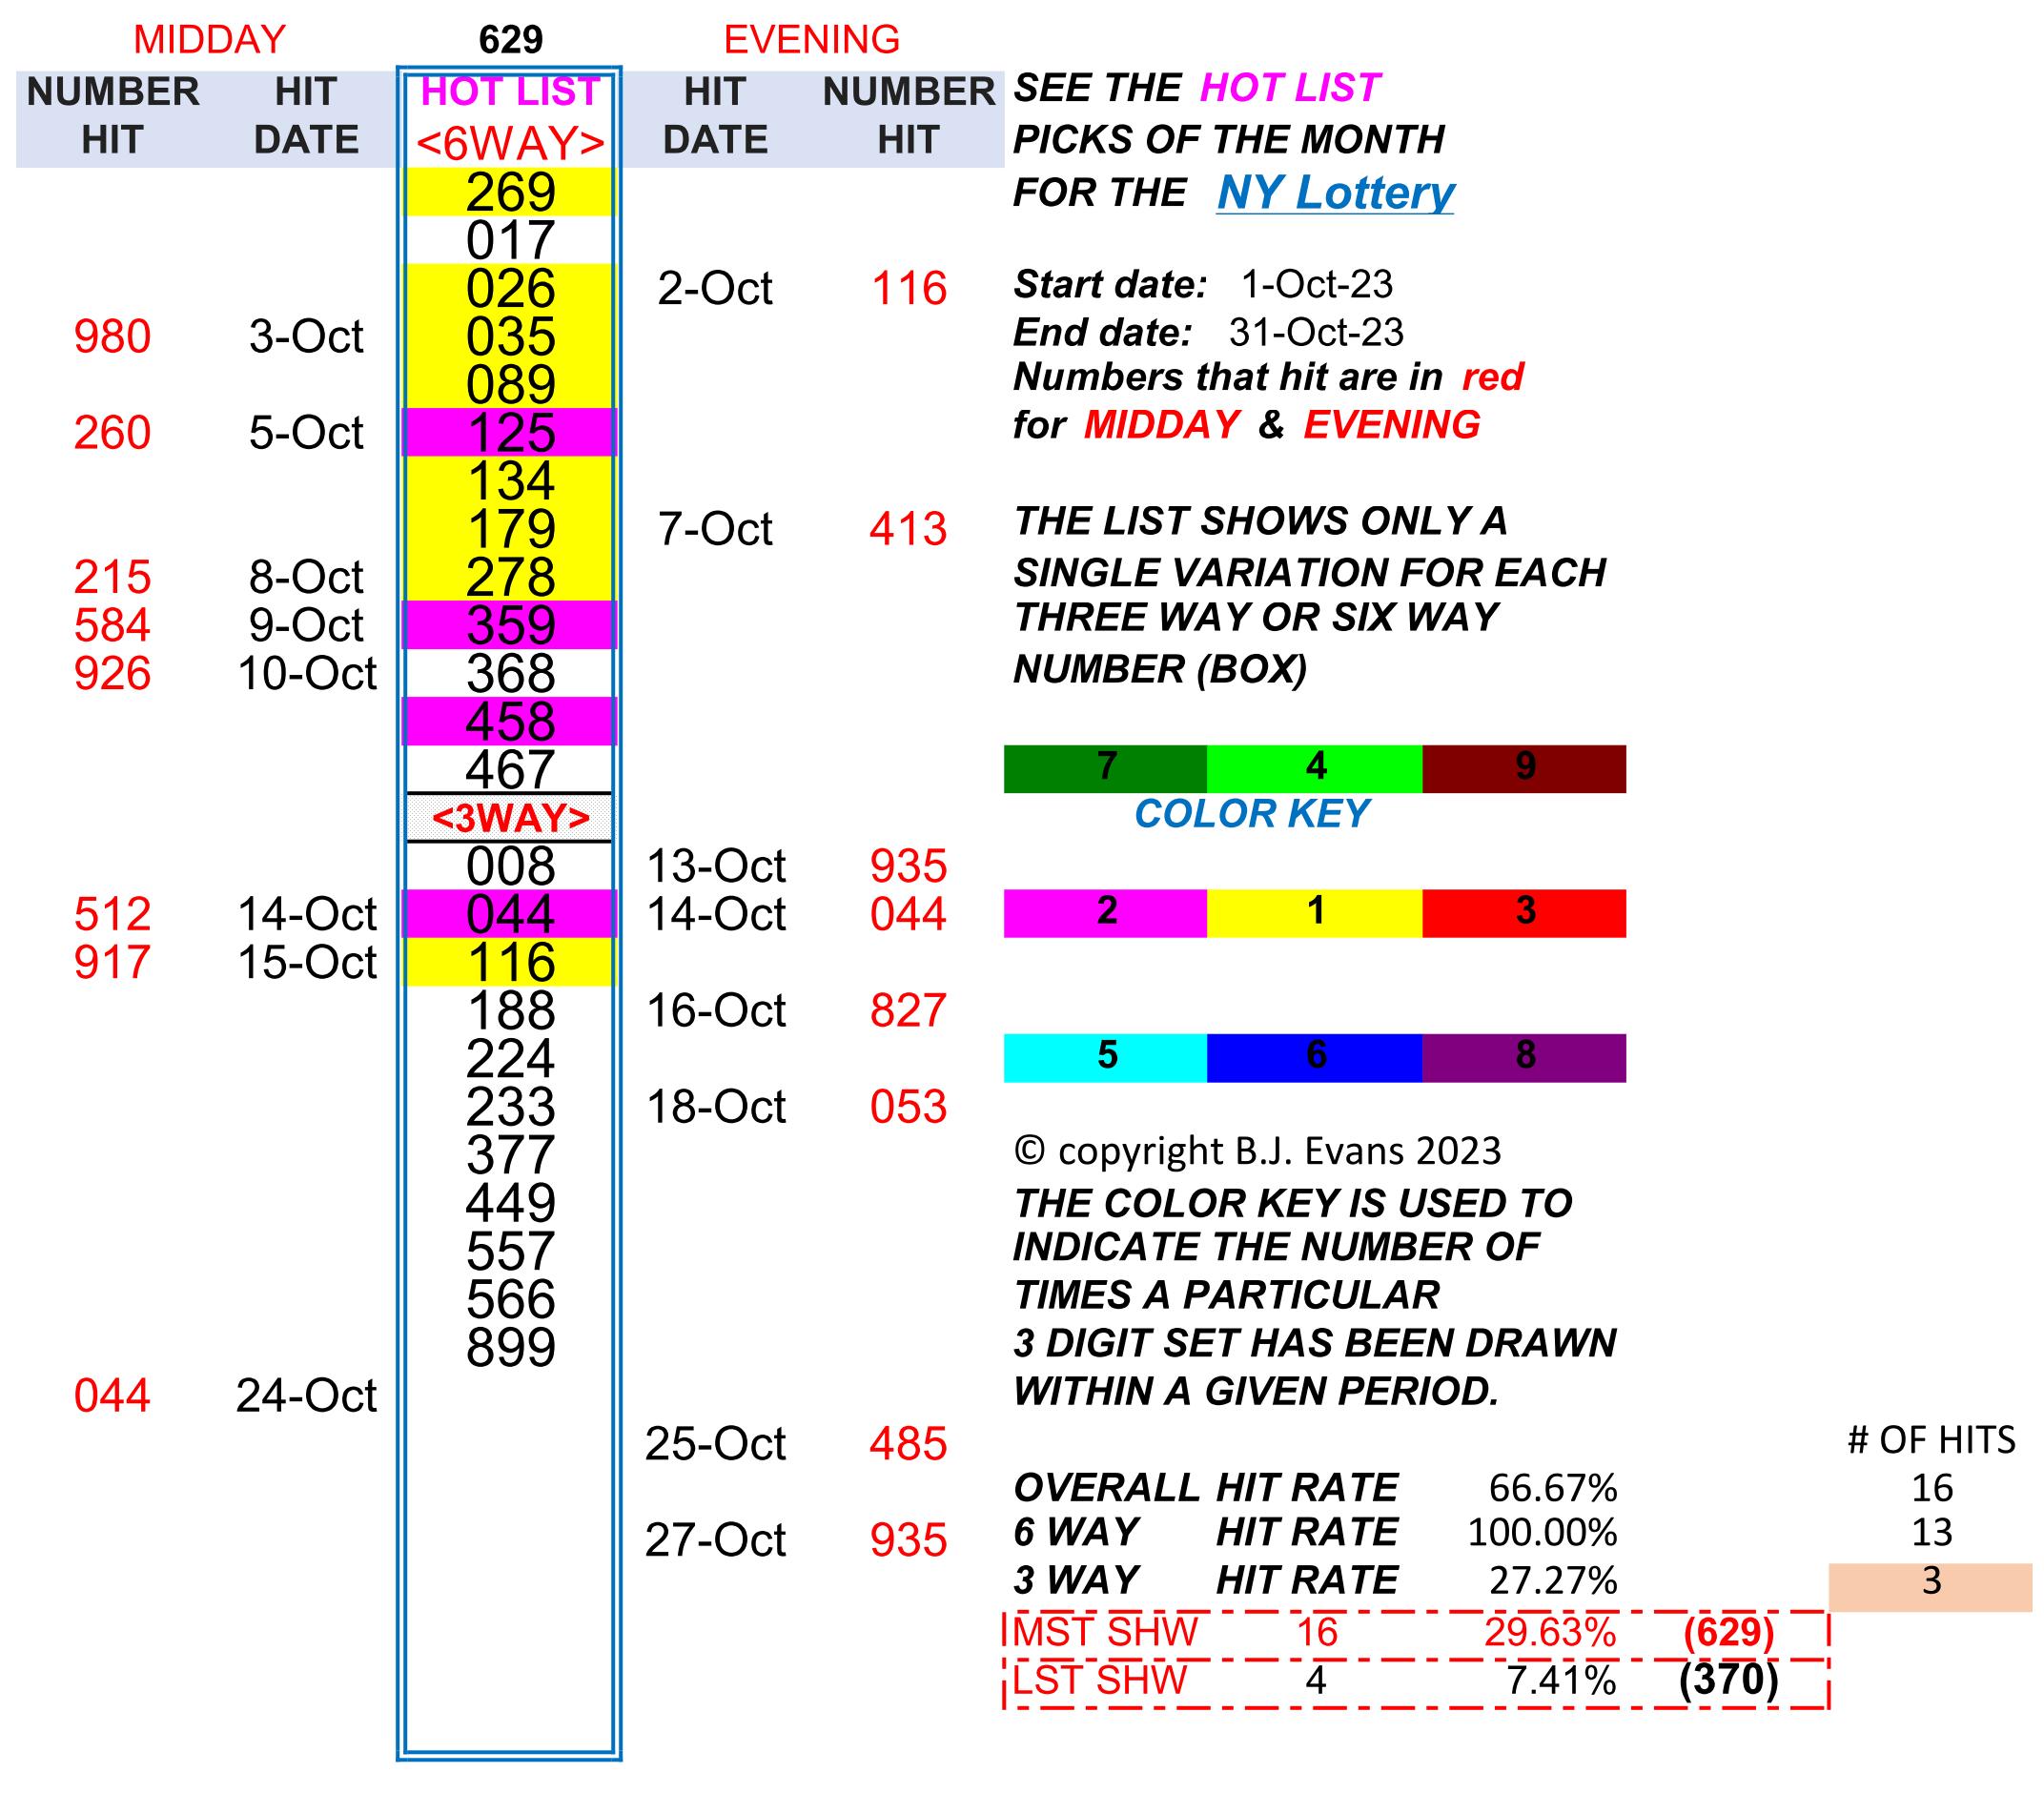 MIDDAY 629 EVENING
NUMBER HIT HOT LIST HIT NUMBER SEE THE HOT LIST
HIT DATE <6WAY> DATE HIT PICKS OF THE MONTH
269 FOR THE NY Lottery
017
026 2-Oct 116 Start date: 1-Oct-23
980 3-Oct 035 End date: 31-Oct-23
089 Numbers that hit are in red
260 5-Oct 125 for MIDDAY & EVENING
134
179 7-Oct 413 THE LIST SHOWS ONLY A
215 8-Oct 278 SINGLE VARIATION FOR EACH
584 9-Oct 359 THREE WAY OR SIX WAY
926 10-Oct 368 NUMBER (BOX)
458
467 7 4 9
<3WAY> COLOR KEY
008 13-Oct 935
512 14-Oct 044 14-Oct 044 2 1 3
917 15-Oct 116
188 16-Oct 827
224 5 6 8
233 18-Oct 053
377 © copyright B.J. Evans 2023
449 THE COLOR KEY IS USED TO
557 INDICATE THE NUMBER OF
566 TIMES A PARTICULAR
899 3 DIGIT SET HAS BEEN DRAWN
044 24-Oct WITHIN A GIVEN PERIOD.
25-Oct 485 # OF HITS
OVERALL HIT RATE 66.67% 16
27-Oct 935 6 WAY HIT RATE 100.00% 13
3 WAY HIT RATE 27.27% 3
MST SHW 16 29.63% (629)
LST SHW 4 7.41% (370)